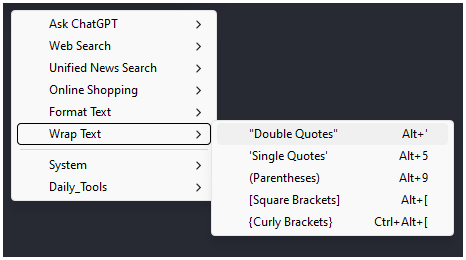 Ask ChatGPT
Web Search
Unified News Search
Online Shopping
Format Text
Wrap Text
System
Daily_Tools
"Double Quotes" Alt+'
'Single Quotes' Alt+5
(Parentheses) Alt+9
[Square Brackets] Alt+[
{Curly Brackets} Ctrl+Alt+[